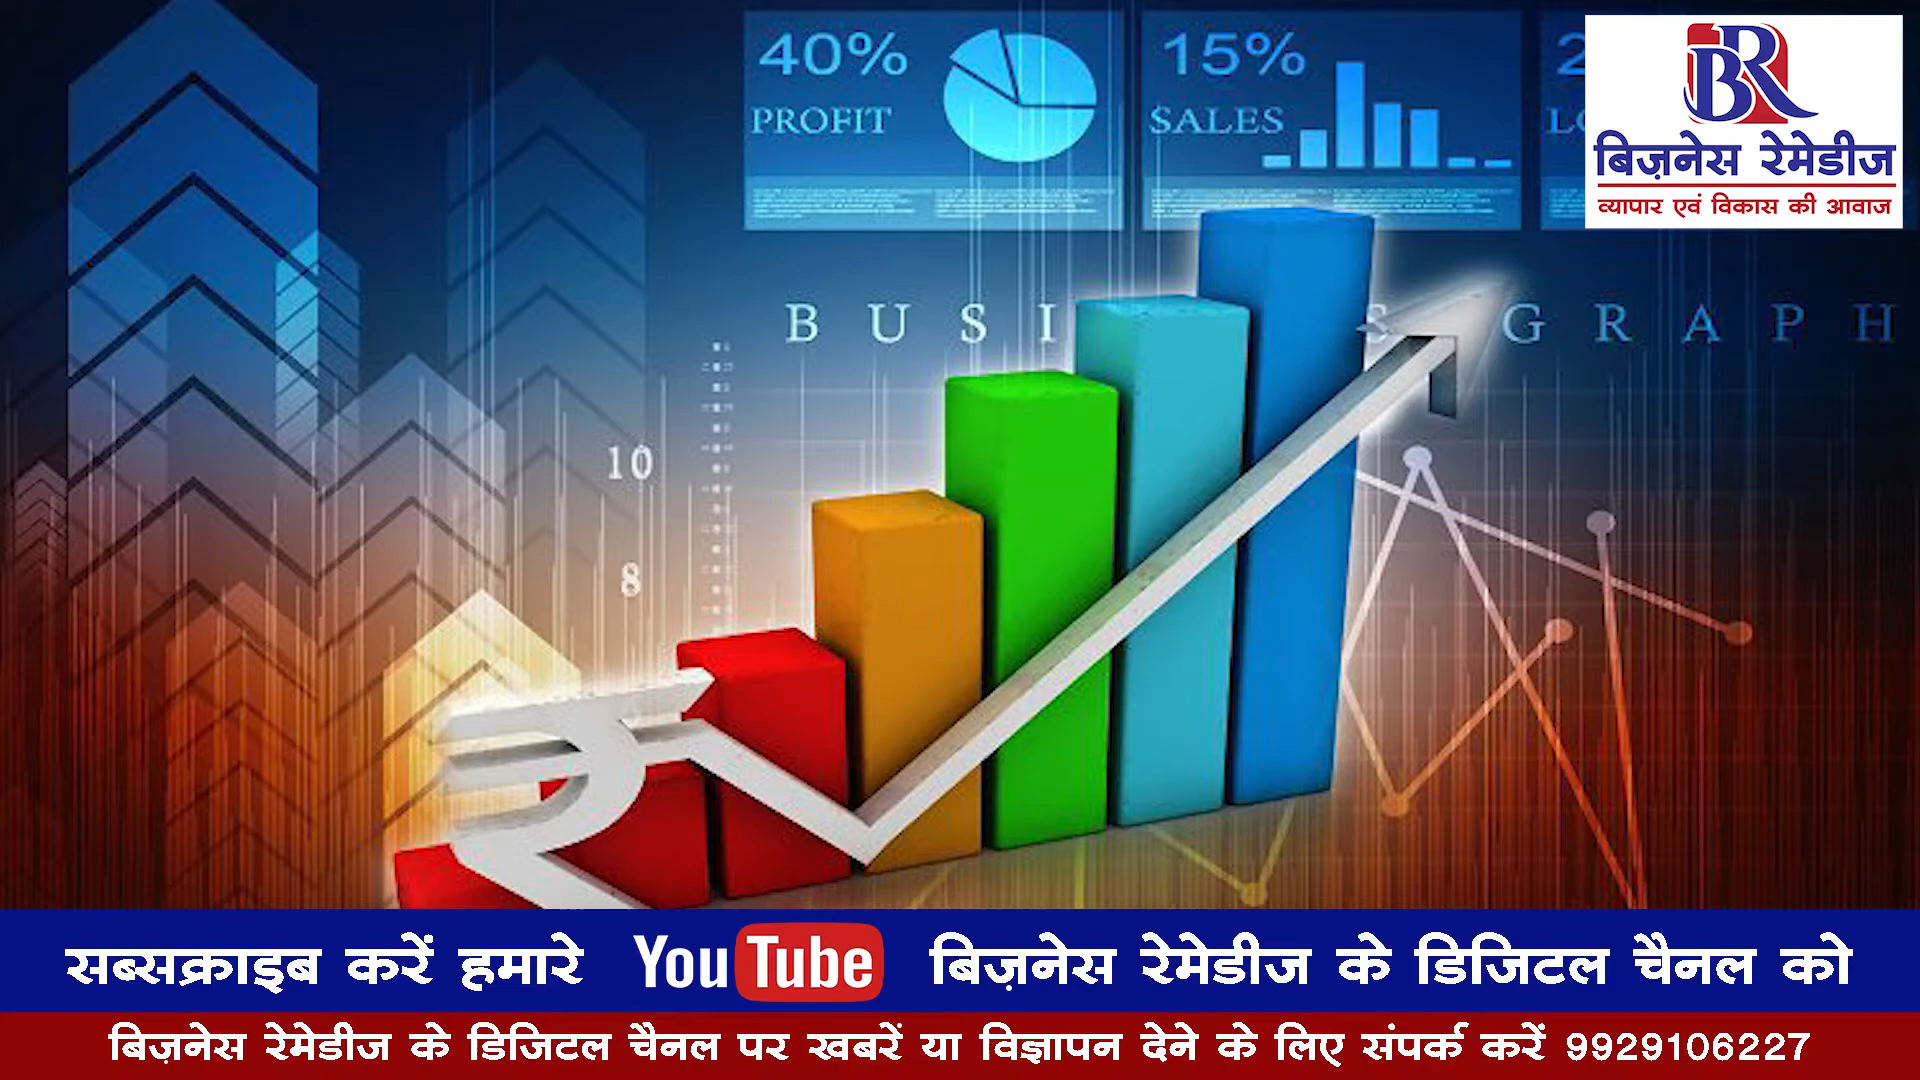 40%
PROFIT
15%
SALES
BR
बिज़नेस रेमेडीज
व्यापार एवं विकास की आवाज
GRAPH
10
8
सब्सक्राइब करें हमारे YouTube बिज़नेस रेमेडीज के डिजिटल चैनल को
बिज़नेस रेमेडीज के डिजिटल चैनल पर खबरें या विज्ञापन देने के लिए संपर्क करें 9929106227